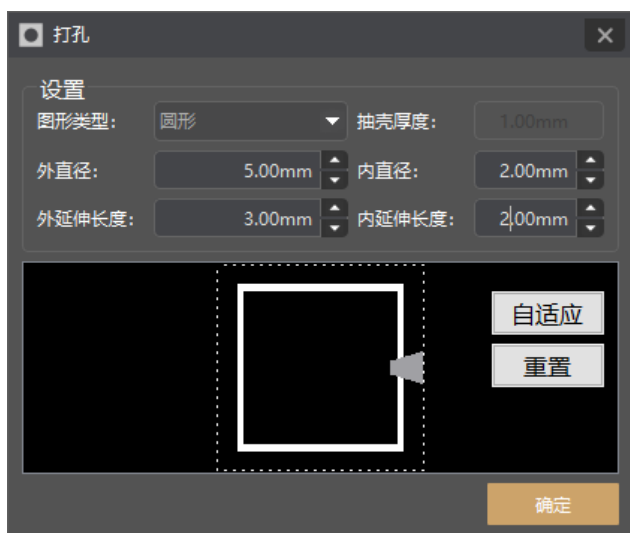 打孔
设置
图形类型： 圆形 抽壳厚度： 1.00mm
外直径： 5.00mm 内直径： 2.00mm
外延伸长度： 3.00mm 内延伸长度： 2.00mm
自适应
重置
确定